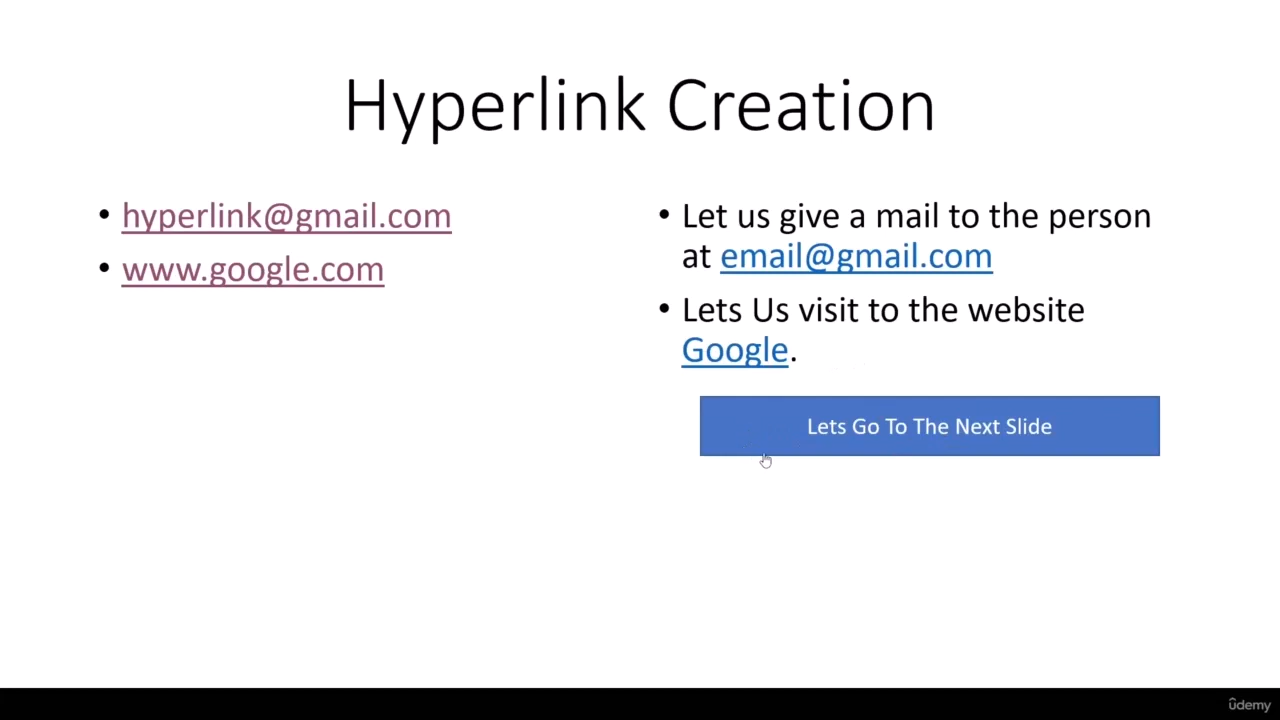 Hyperlink Creation
• hyperlink@gmail.com
• www.google.com
• Let us give a mail to the person
at email@gmail.com
• Lets Us visit to the website
Google.
Lets Go To The Next Slide
ûdemy